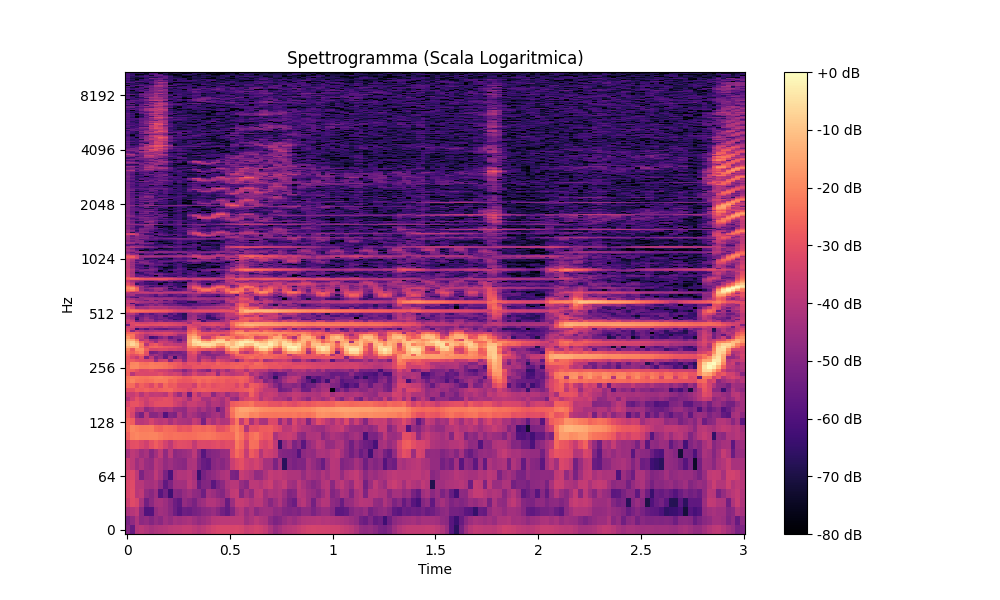 Spettrogramma (Scala Logaritmica)
Hz
8192
4096
2048
1024
512
256
128
64
0
0 0.5 1 1.5 2 2.5 3
Time
+0 dB
-10 dB
-20 dB
-30 dB
-40 dB
-50 dB
-60 dB
-70 dB
-80 dB